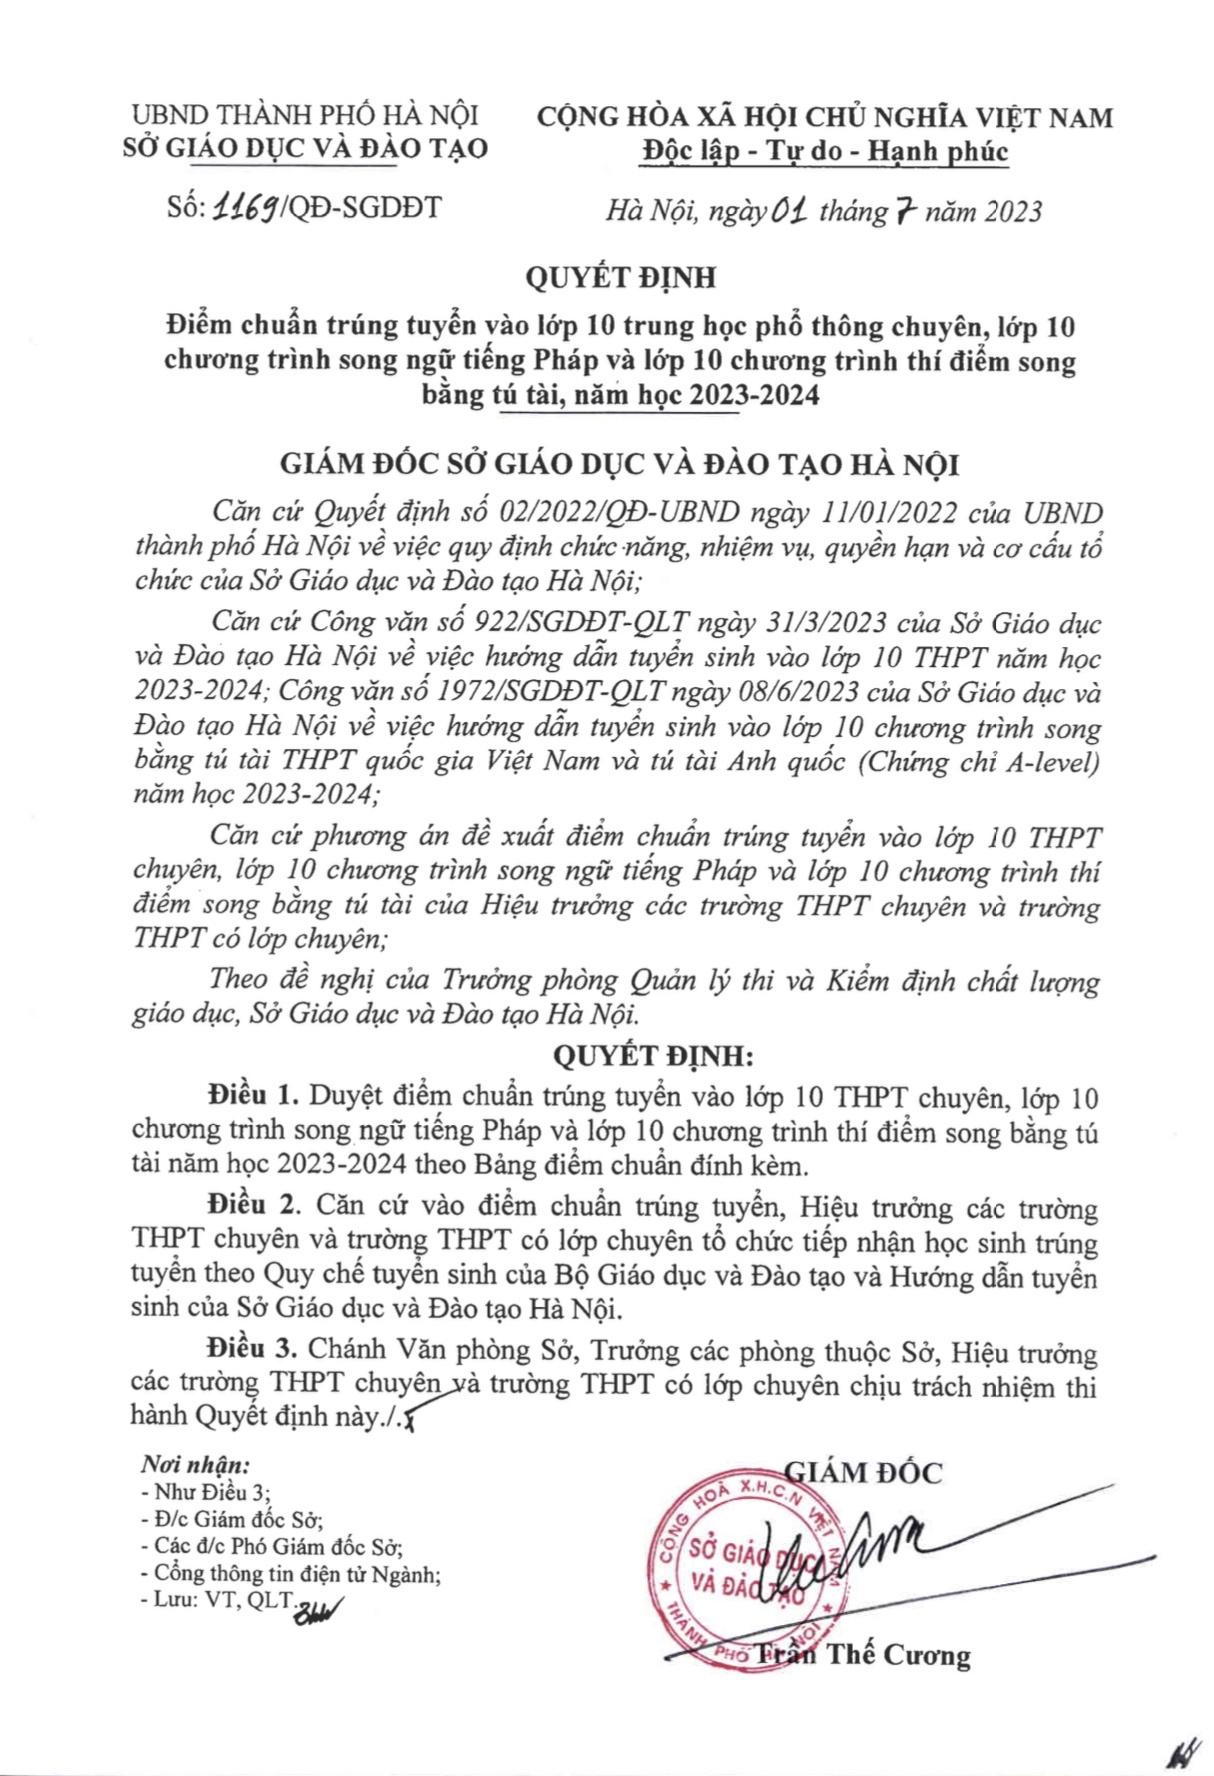 UBND THÀNH PHỐ HÀ NỘI
SỞ GIÁO DỤC VÀ ĐÀO TẠO
CỘNG HÒA XÃ HỘI CHỦ NGHĨA VIỆT NAM
Độc lập - Tự do - Hạnh phúc
Số: 1169/QĐ-SGDĐT
Hà Nội, ngày 01 tháng 7 năm 2023
QUYẾT ĐỊNH
Điểm chuẩn trúng tuyển vào lớp 10 trung học phổ thông chuyên, lớp 10
chương trình song ngữ tiếng Pháp và lớp 10 chương trình thí điểm song
bằng tú tài, năm học 2023-2024
GIÁM ĐỐC SỞ GIÁO DỤC VÀ ĐÀO TẠO HÀ NỘI
Căn cứ Quyết định số 02/2022/QĐ-UBND ngày 11/01/2022 của UBND
thành phố Hà Nội về việc quy định chức năng, nhiệm vụ, quyền hạn và cơ cấu tổ
chức của Sở Giáo dục và Đào tạo Hà Nội;
Căn cứ Công văn số 922/SGDĐT-QLT ngày 31/3/2023 của Sở Giáo dục
và Đào tạo Hà Nội về việc hướng dẫn tuyển sinh vào lớp 10 THPT năm học
2023-2024; Công văn số 1972/SGDĐT-QLT ngày 08/6/2023 của Sở Giáo dục và
Đào tạo Hà Nội về việc hướng dẫn tuyển sinh vào lớp 10 chương trình song
bằng tú tài THPT quốc gia Việt Nam và tú tài Anh quốc (Chứng chỉ A-level)
năm học 2023-2024;
Căn cứ phương án đề xuất điểm chuẩn trúng tuyển vào lớp 10 THPT
chuyên, lớp 10 chương trình song ngữ tiếng Pháp và lớp 10 chương trình thí
điểm song bằng tú tài của Hiệu trưởng các trường THPT chuyên và trường
THPT có lớp chuyên;
Theo đề nghị của Trưởng phòng Quản lý thi và Kiểm định chất lượng
giáo dục, Sở Giáo dục và Đào tạo Hà Nội.
QUYẾT ĐỊNH:
Điều 1. Duyệt điểm chuẩn trúng tuyển vào lớp 10 THPT chuyên, lớp 10
chương trình song ngữ tiếng Pháp và lớp 10 chương trình thí điểm song bằng tú
tài năm học 2023-2024 theo Bảng điểm chuẩn đính kèm.
Điều 2. Căn cứ vào điểm chuẩn trúng tuyển, Hiệu trưởng các trường
THPT chuyên và trường THPT có lớp chuyên tổ chức tiếp nhận học sinh trúng
tuyển theo Quy chế tuyển sinh của Bộ Giáo dục và Đào tạo và Hướng dẫn tuyển
sinh của Sở Giáo dục và Đào tạo Hà Nội.
Điều 3. Chánh Văn phòng Sở, Trưởng các phòng thuộc Sở, Hiệu trưởng
các trường THPT chuyên và trường THPT có lớp chuyên chịu trách nhiệm thi
hành Quyết định này./.
Nơi nhận:
- Như Điều 3;
- Đ/c Giám đốc Sở;
- Các đ/c Phó Giám đốc Sở;
- Cổng thông tin điện tử Ngành;
- Lưu: VT, QLT.
GIÁM ĐỐC
CỘNG HOÀ X.H.C.N VIỆT NAM
SỞ GIÁO DỤC
VÀ ĐÀO TẠO
THÀNH PHỐ HÀ NỘI
Trần Thế Cương